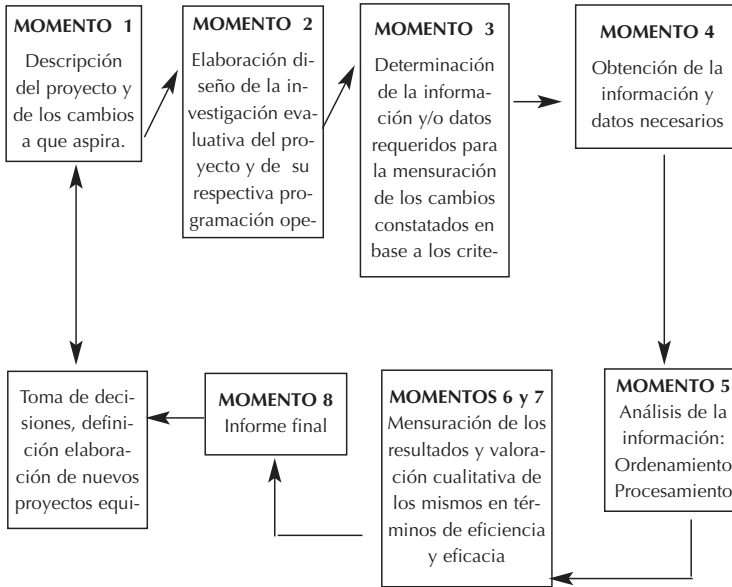 MOMENTO 1
Descripción
del proyecto y
de los cambios
a que aspira.
MOMENTO 2
Elaboración di-
seño de la in-
vestigación eva-
luativa del pro-
yecto y de su
respectiva pro-
gramación ope-
MOMENTO 3
Determinación
de la informa-
ción y/o datos
requeridos para
la mensuración
de los cambios
constatados en
base a los crite-
MOMENTO 4
Obtención de la
información y
datos necesarios
MOMENTO 5
Análisis de la
información:
Ordenamiento
Procesamiento
MOMENTOS 6 y 7
Mensuración de los
resultados y valora-
ción cualitativa de
los mismos en tér-
minos de eficiencia
y eficacia
MOMENTO 8
Informe final
Toma de deci-
siones, defini-
ción elabora-
ción de nuevos
proyectos equi-